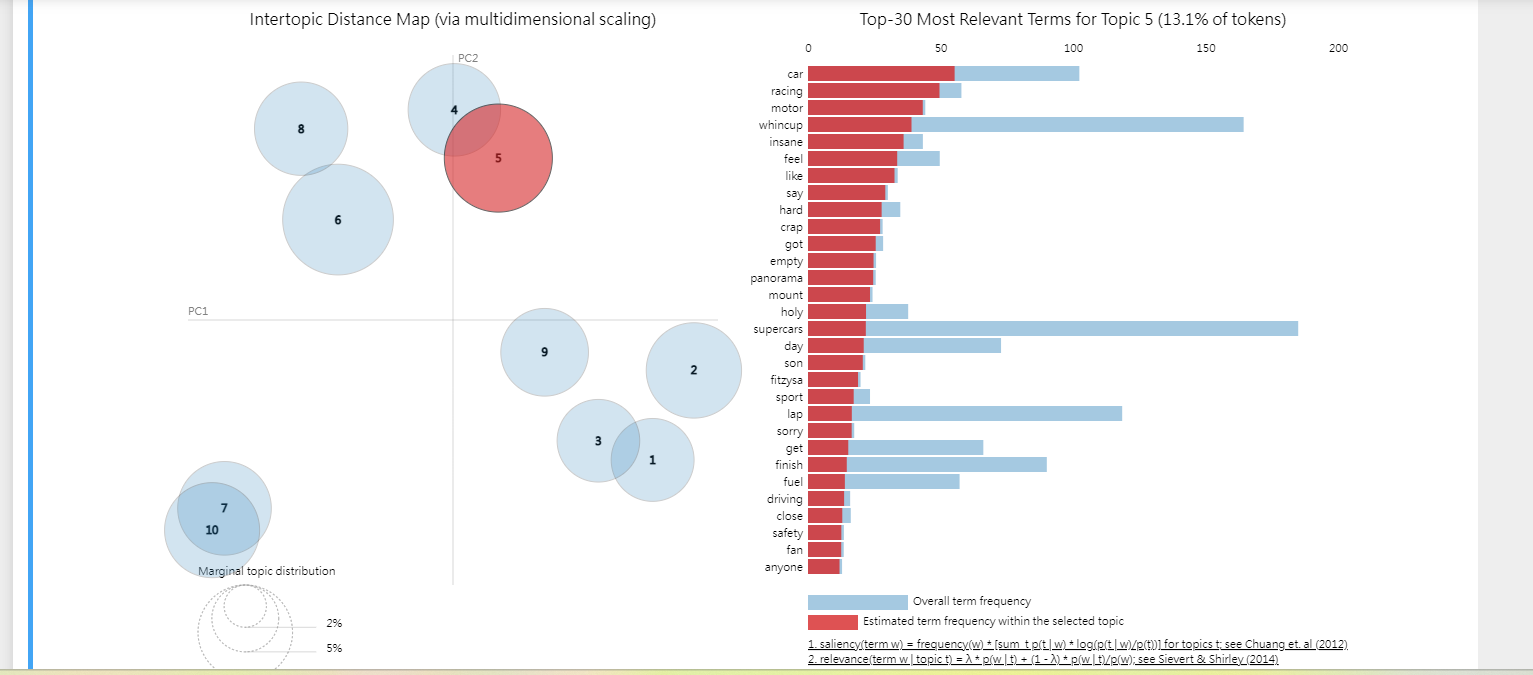 Intertopic Distance Map (via multidimensional scaling)
PC2
4
8
5
6
PC1
9
2
3
1
7
10
Marginal topic distribution
2%
5%
Top-30 Most Relevant Terms for Topic 5 (13.1% of tokens)
0 50 100 150 200
car
racing
motor
whincup
insane
feel
like
say
hard
crap
got
empty
panorama
mount
holy
supercars
day
son
fitzysa
sport
lap
sorry
get
finish
fuel
driving
close
safety
fan
anyone
Overall term frequency
Estimated term frequency within the selected topic
1. saliency(term w) = frequency(w) * [sum_t p(t | w) * log(p(t | w)/p(t))] for topics t; see Chuang et. al (2012)
2. relevance(term w | topic t) = λ * p(w | t) + (1 - λ) * p(w | t)/p(w); see Sievert & Shirley (2014)